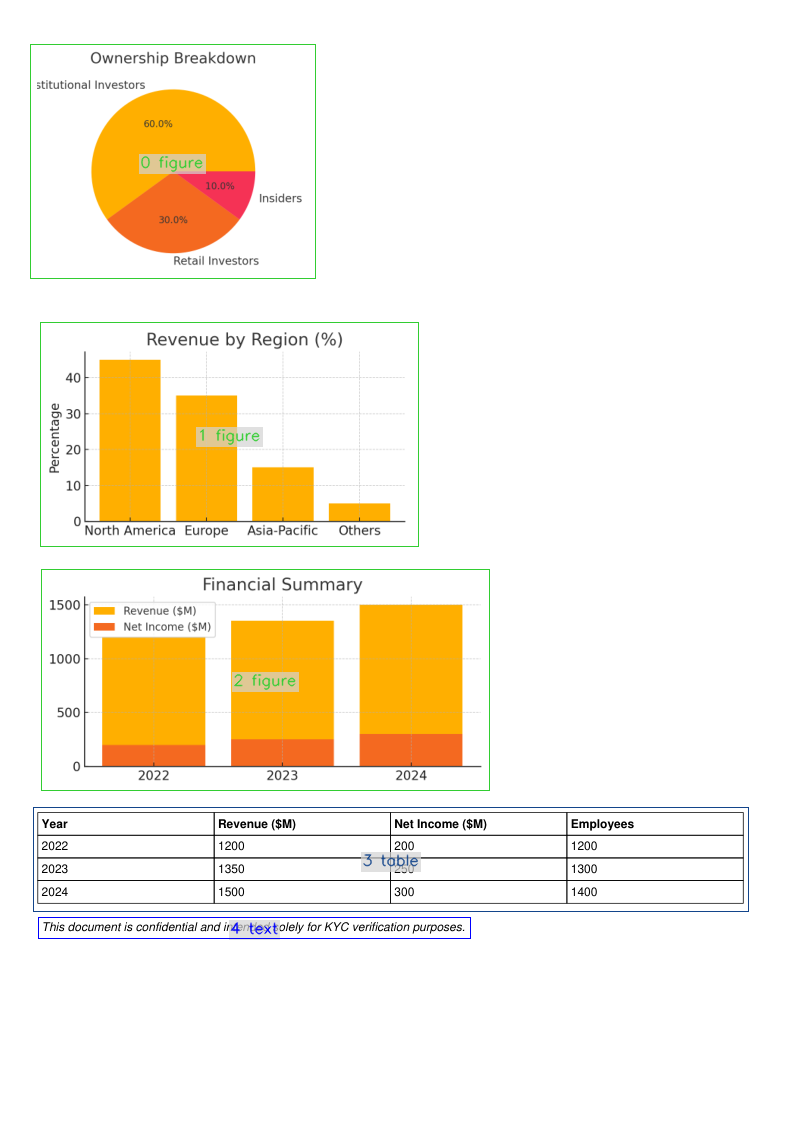 Ownership Breakdown
stitutional Investors
60.0%
0 figure
10.0%
Insiders
30.0%
Retail Investors
Revenue by Region (%)
40
30
20
10
0
Percentage
1 figure
North America Europe Asia-Pacific Others
Financial Summary
1500
1000
500
0
Revenue ($M)
Net Income ($M)
2 figure
2022 2023 2024
Year Revenue ($M) Net Income ($M) Employees
2022 1200 200 1200
3 table
2023 1350 250 1300
2024 1500 300 1400
This document is confidential and intended solely for KYC verification purposes.
4 text